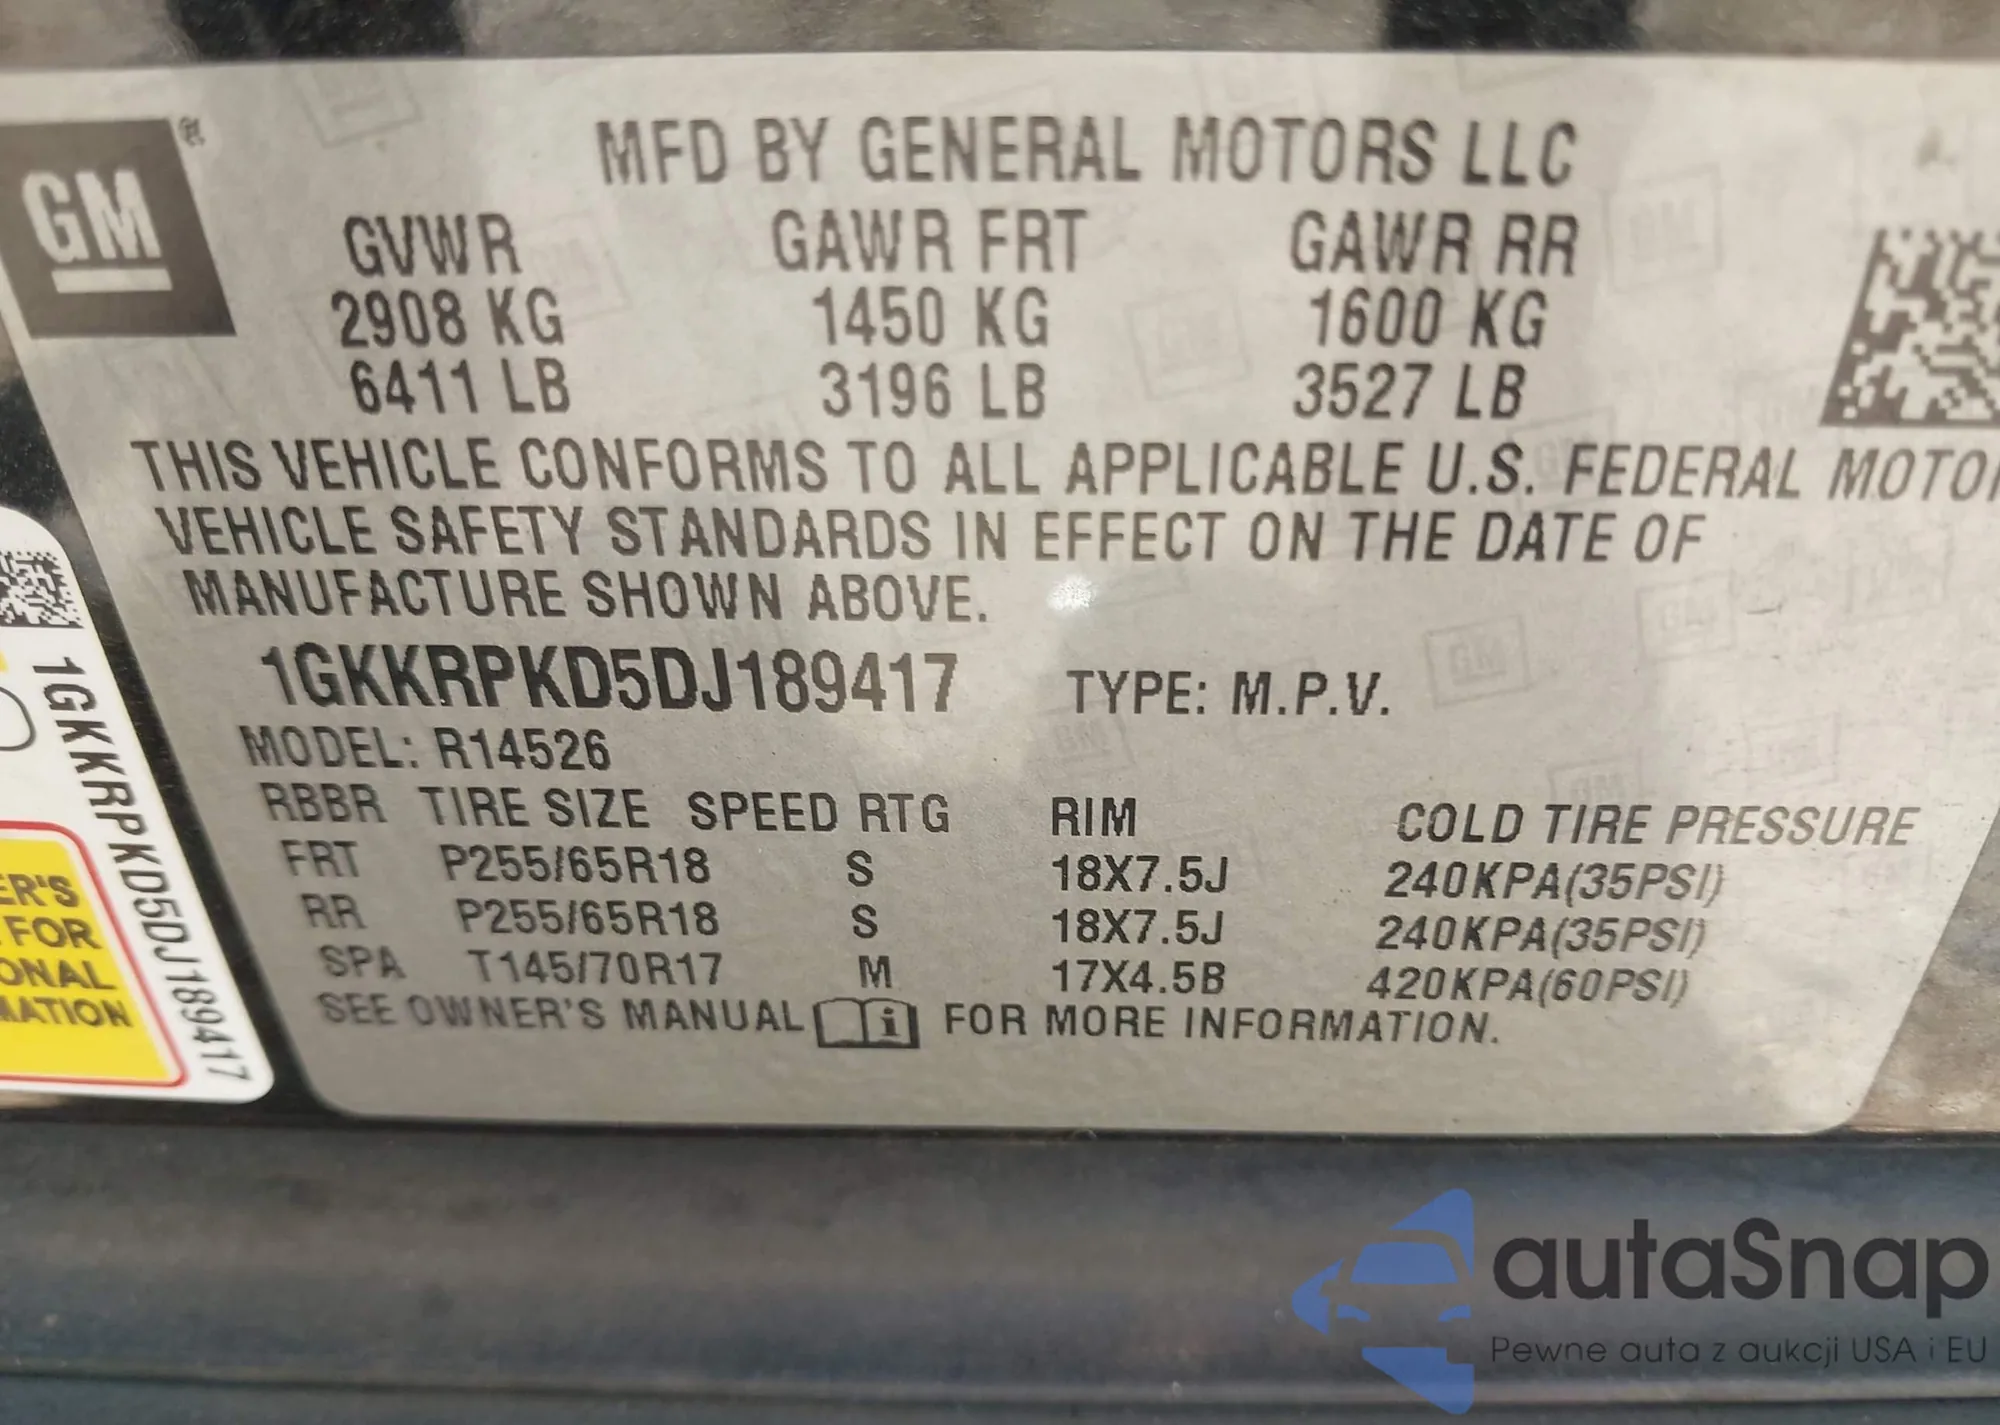 GM
MFD BY GENERAL MOTORS LLC
GVWR GAWR FRT GAWR RR
2908 KG 1450 KG 1600 KG
6411 LB 3196 LB 3527 LB
THIS VEHICLE CONFORMS TO ALL APPLICABLE U.S. FEDERAL MOTOR
VEHICLE SAFETY STANDARDS IN EFFECT ON THE DATE OF
MANUFACTURE SHOWN ABOVE.
1GKKRPKD5DJ189417 TYPE: M.P.V.
MODEL: R14526
RBBR TIRE SIZE SPEED RTG RIM COLD TIRE PRESSURE
FRT P255/65R18 S 18X7.5J 240KPA(35PSI)
RR P255/65R18 S 18X7.5J 240KPA(35PSI)
SPA T145/70R17 M 17X4.5B 420KPA(60PSI)
SEE OWNER'S MANUAL i FOR MORE INFORMATION.
1GKKRPKD5DJ189417
ER'S
FOR
ONAL
MATION
autaSnap
Pewne auta z aukcji USA i EU